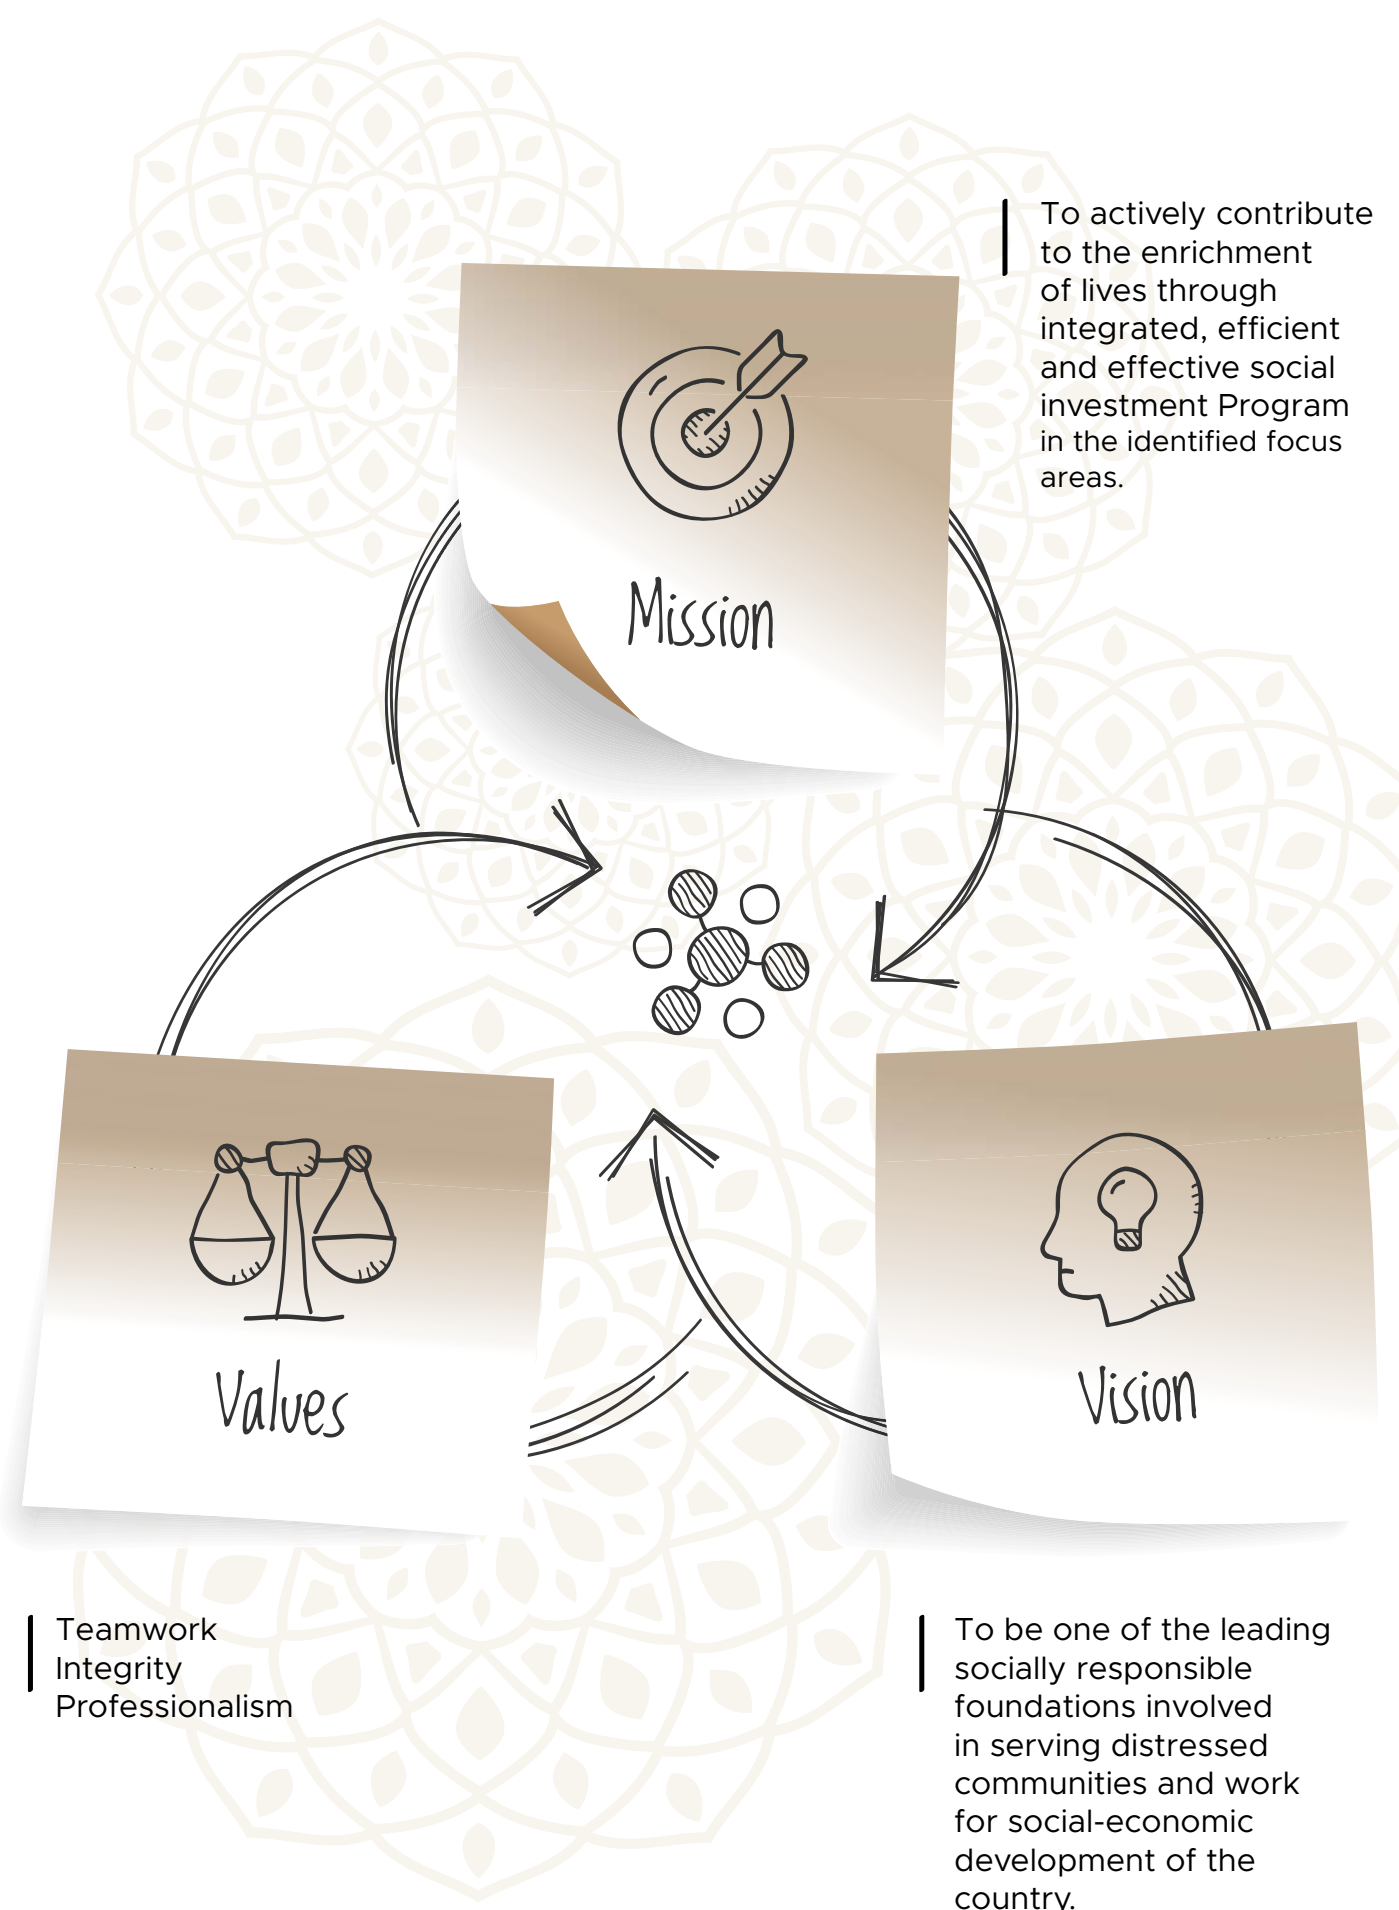 To actively contribute
to the enrichment
of lives through
integrated, efficient
and effective social
investment Program
in the identified focus
areas.
Mission
Values
Vision
Teamwork
Integrity
Professionalism
To be one of the leading
socially responsible
foundations involved
in serving distressed
communities and work
for social-economic
development of the
country.